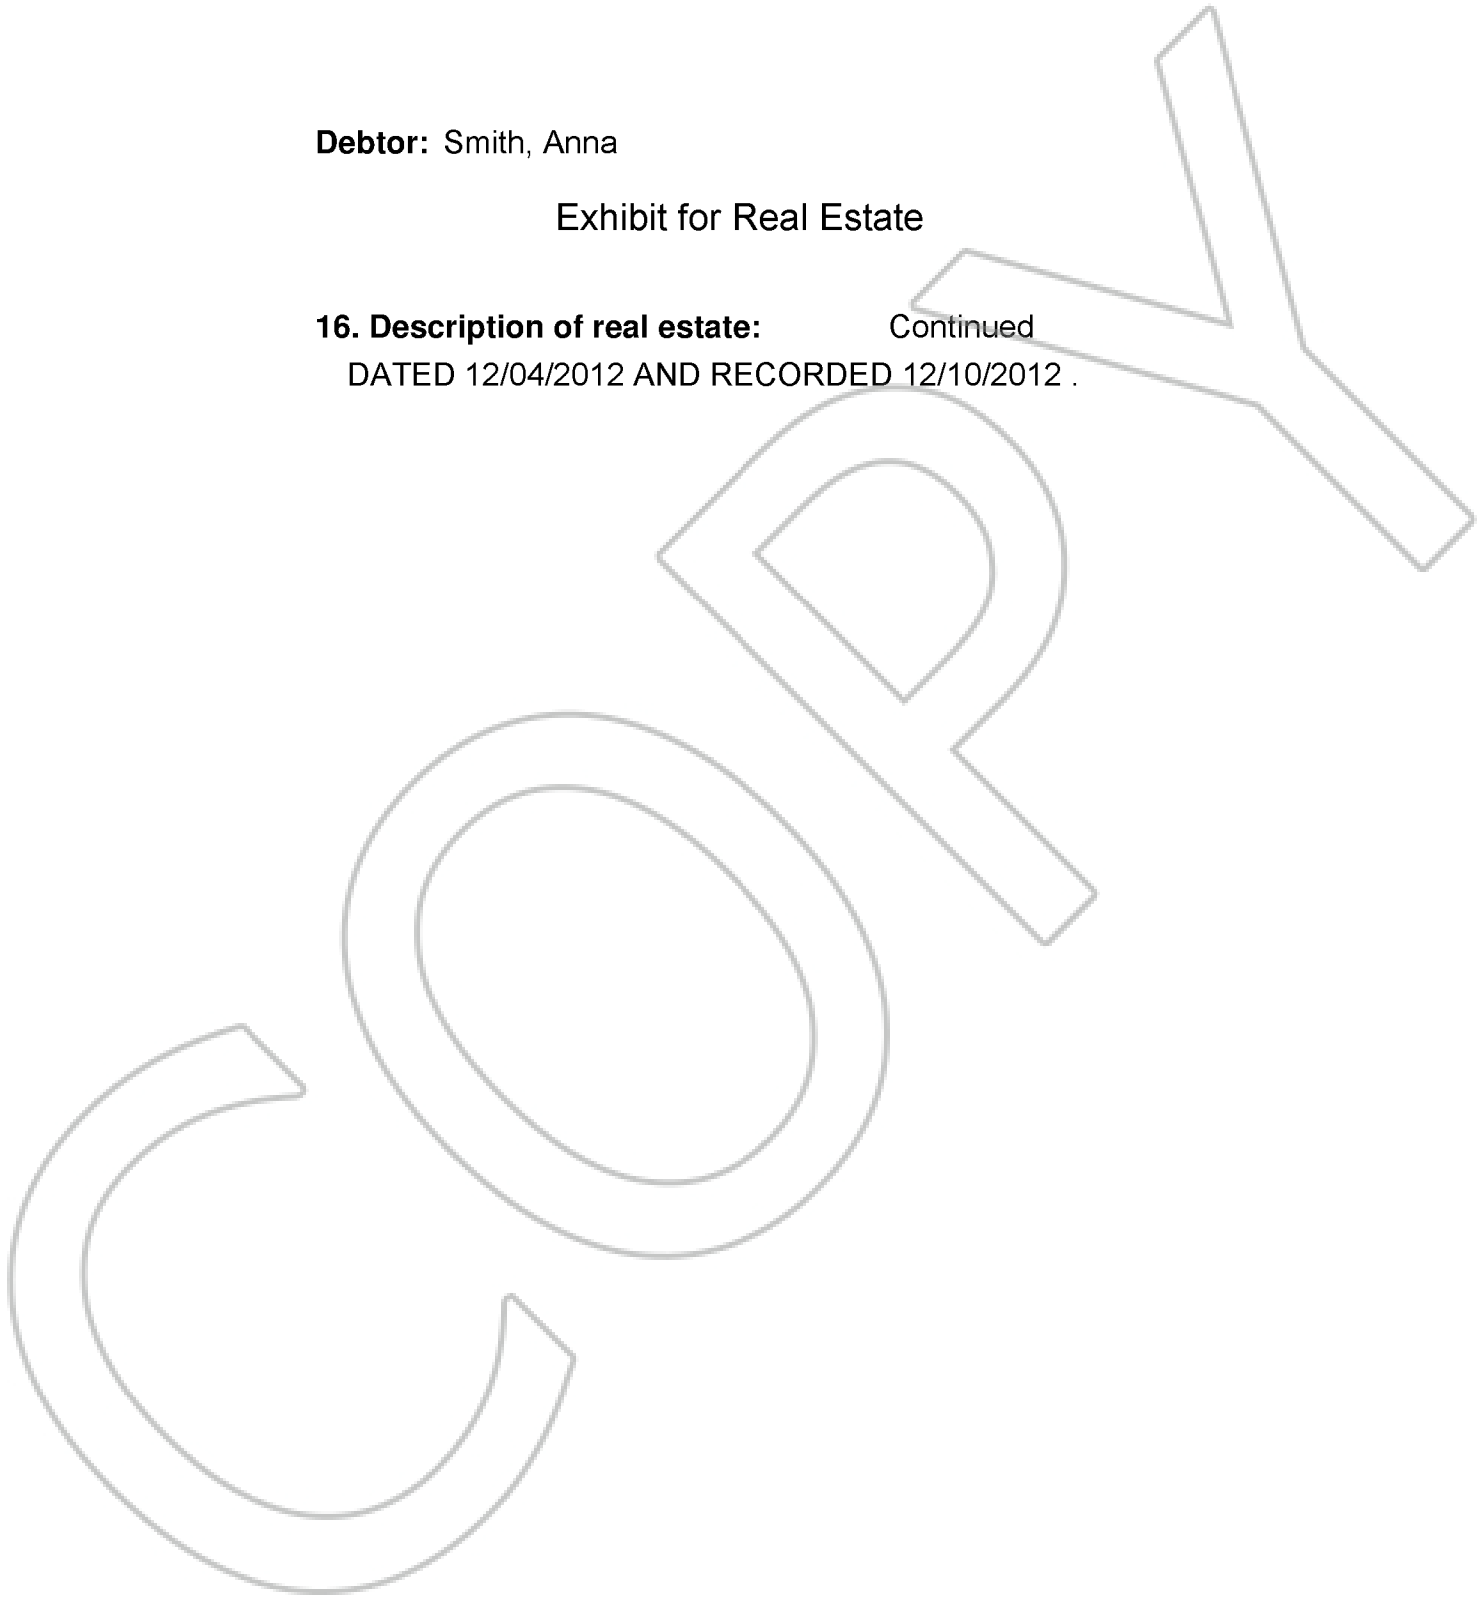 Debtor: Smith, Anna
Exhibit for Real Estate
16. Description of real estate: Continued
DATED 12/04/2012 AND RECORDED 12/10/2012 .
COPY